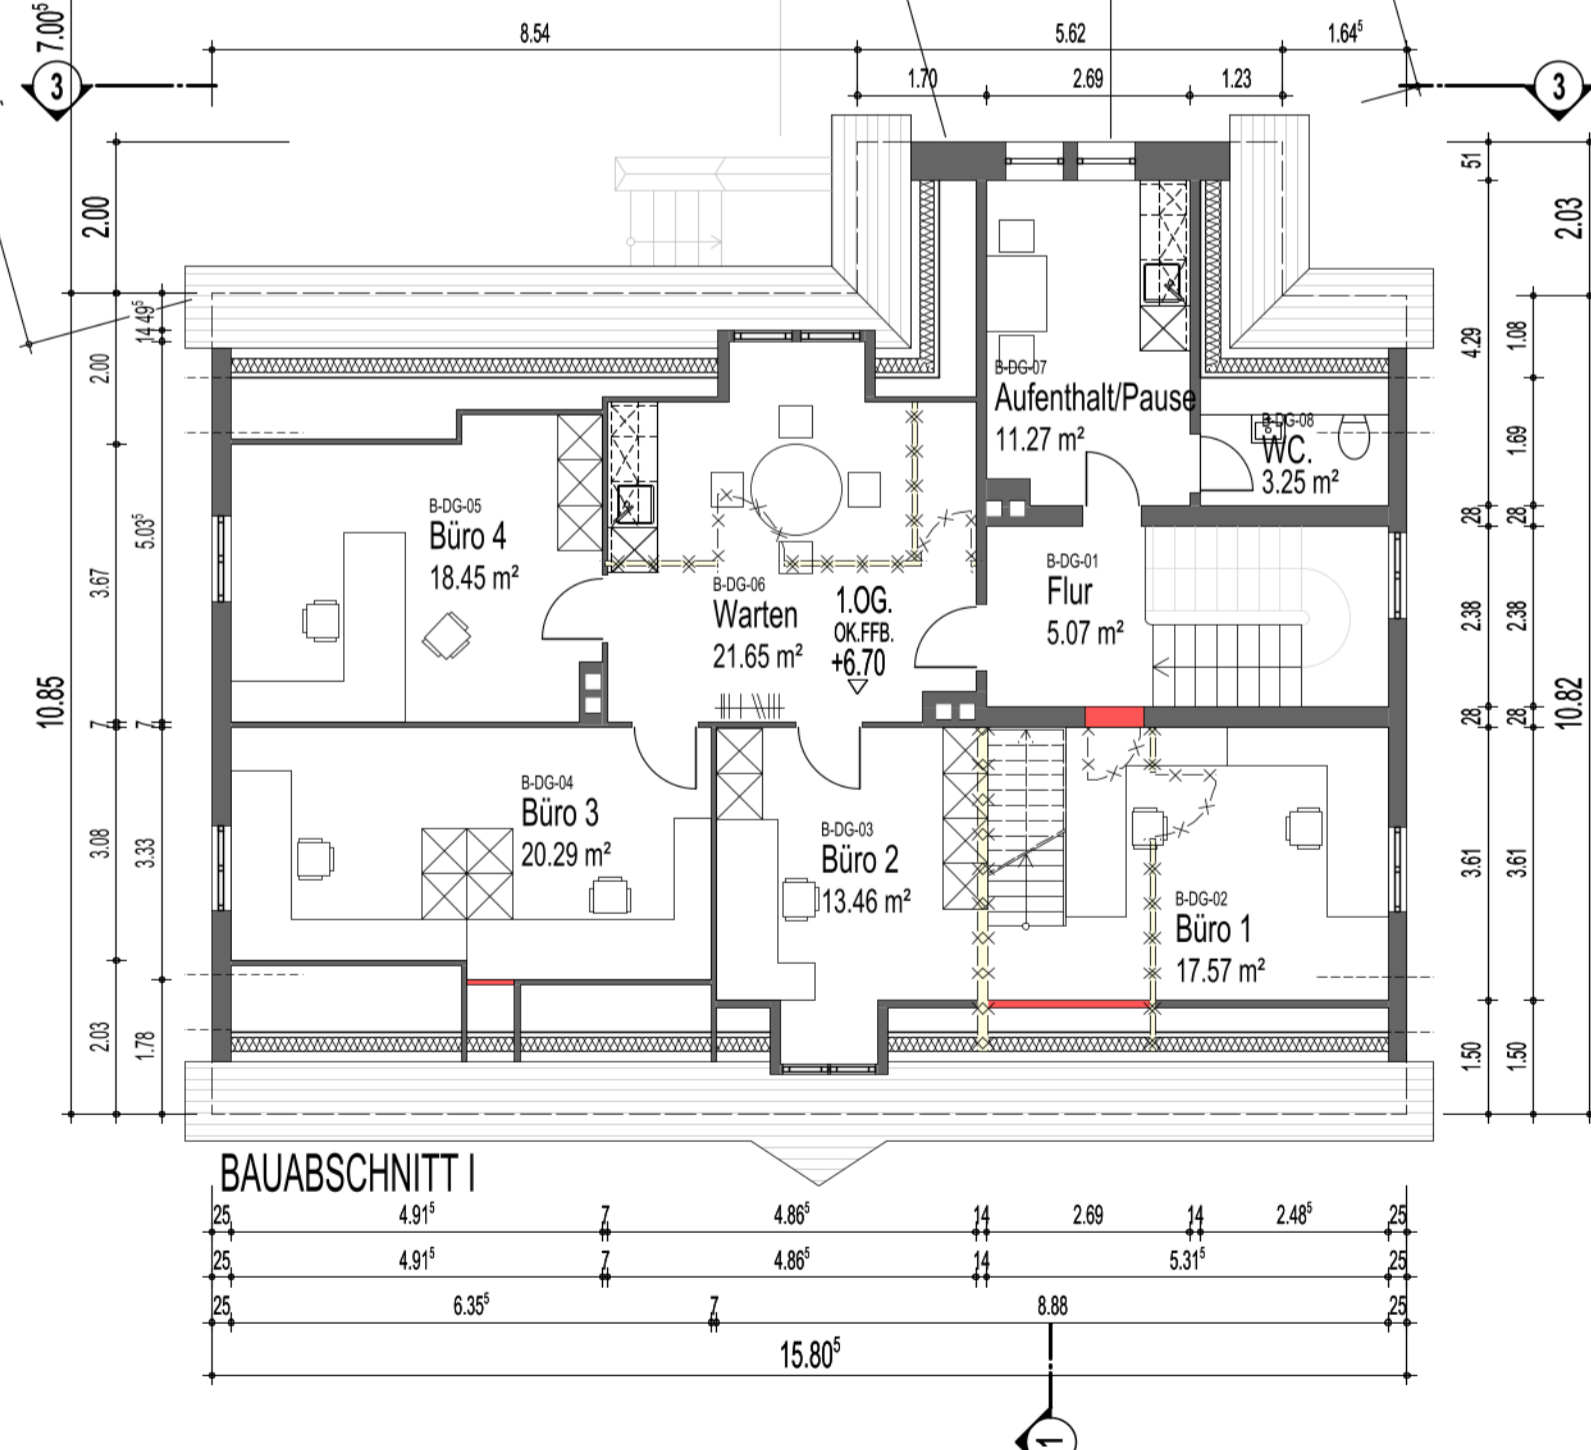 7.00⁵
8.54
5.62
1.64⁵
3
1.70
2.69
1.23
3
2.00
51
2.03
14 49⁵
2.00
4.29
1.08
B-DG-07
Aufenthalt/Pause
11.27 m²
B-DG-08
WC.
3.25 m²
1.69
5.03⁵
B-DG-05
Büro 4
18.45 m²
28
28
3.67
B-DG-06
Warten
21.65 m²
1.OG.
OK.FFB.
+6.70
B-DG-01
Flur
5.07 m²
2.38
2.38
10.85
7
7
28
28
10.82
3.08
3.33
B-DG-04
Büro 3
20.29 m²
B-DG-03
Büro 2
13.46 m²
B-DG-02
Büro 1
17.57 m²
3.61
3.61
2.03
1.78
1.50
1.50
BAUABSCHNITT I
25
4.91⁵
7
4.86⁵
14
2.69
14
2.48⁵
25
25
4.91⁵
7
4.86⁵
14
5.31⁵
25
25
6.35⁵
7
8.88
25
15.80⁵
1